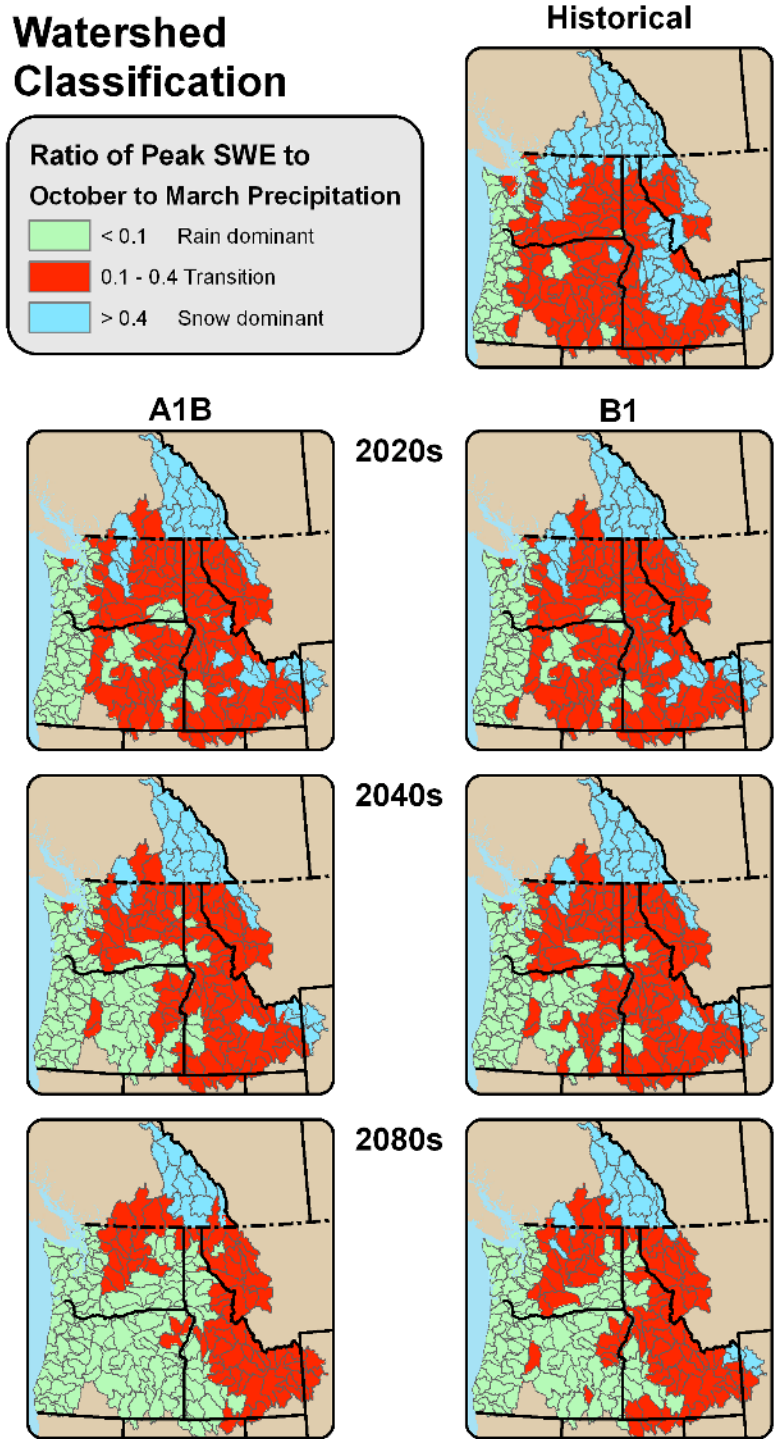 Watershed
Classification
Historical
Ratio of Peak SWE to
October to March Precipitation
< 0.1 Rain dominant
0.1 - 0.4 Transition
> 0.4 Snow dominant
A1B
B1
2020s
2040s
2080s